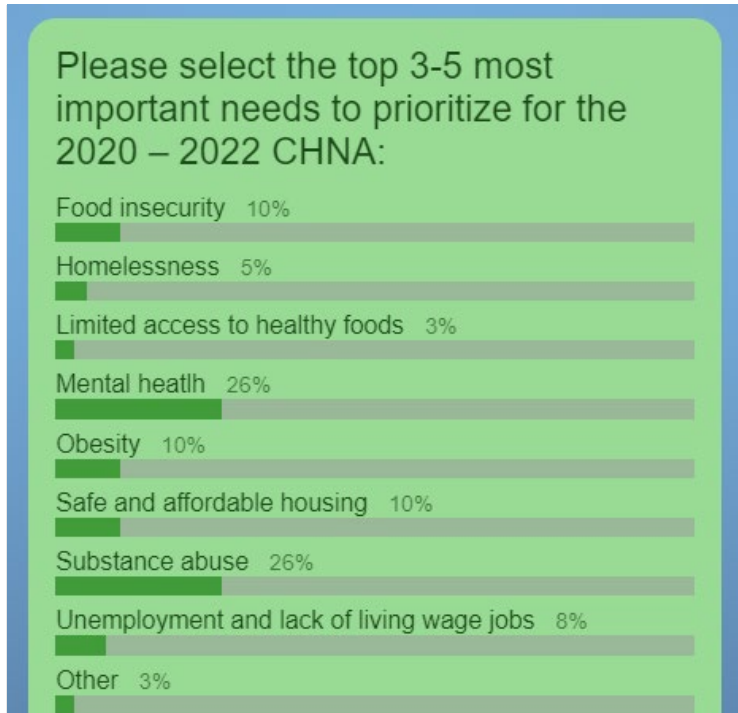 Please select the top 3-5 most
important needs to prioritize for the
2020 – 2022 CHNA:
Food insecurity 10%
Homelessness 5%
Limited access to healthy foods 3%
Mental heatlh 26%
Obesity 10%
Safe and affordable housing 10%
Substance abuse 26%
Unemployment and lack of living wage jobs 8%
Other 3%